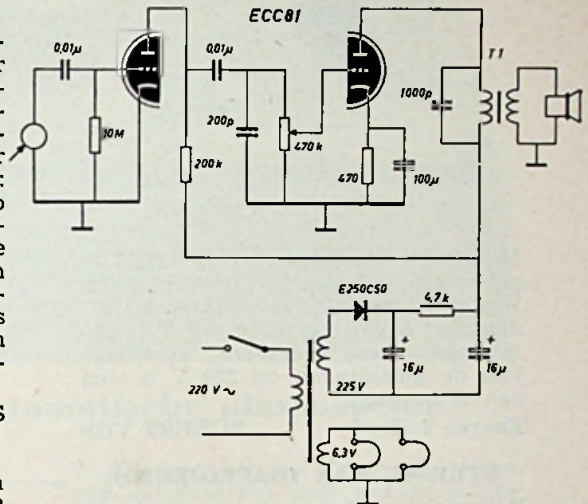 ECC81
0,01µ
0,01µ
T1
1000p
200p
10M
470k
200k
470
100µ
E250C50
4,7k
220 V ~
225V
16µ
16µ
6,3V